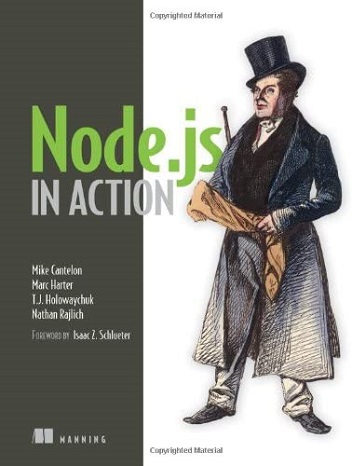 Copyrighted Material
Node.js
IN ACTION
Mike Cantelon
Marc Harter
T.J. Holowaychuk
Nathan Rajlich
FOREWORD BY Isaac Z. Schlueter
MANNING
Copyrighted Material